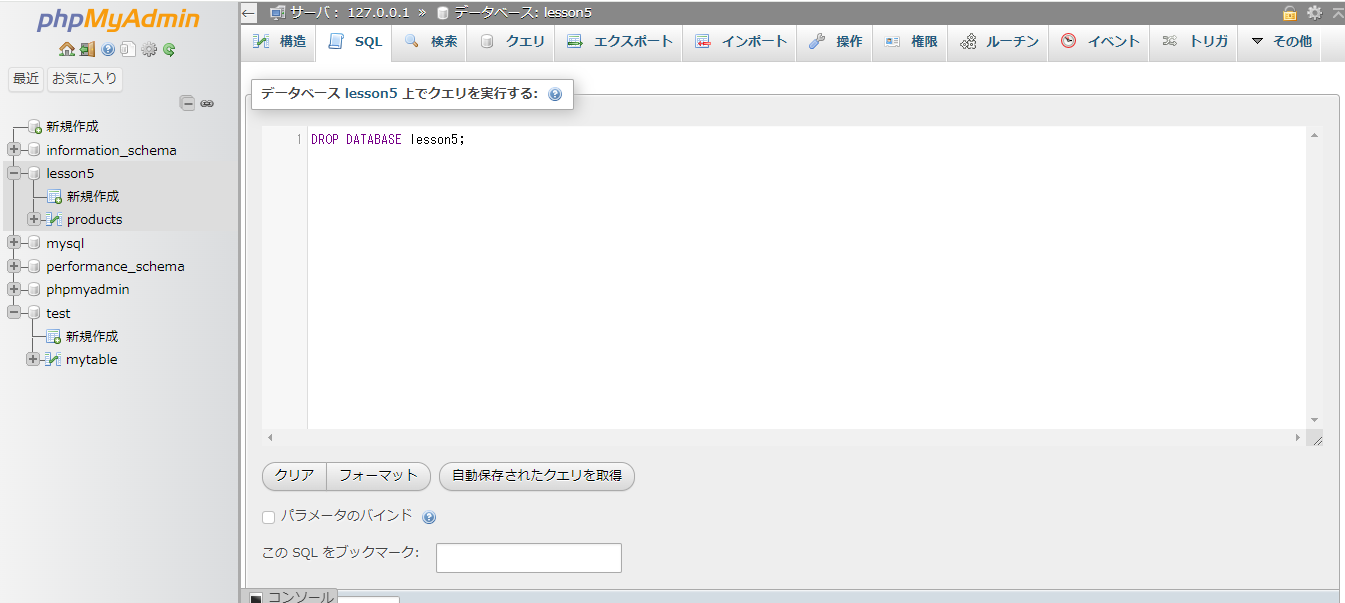 phpMyAdmin
最近 お気に入り
新規作成
information_schema
lesson5
新規作成
products
mysql
performance_schema
phpmyadmin
test
新規作成
mytable
サーバ: 127.0.0.1 » データベース: lesson5
構造 SQL 検索 クエリ エクスポート インポート 操作 権限 ルーチン イベント トリガ その他
データベース lesson5 上でクエリを実行する:
1 DROP DATABASE lesson5;
クリア フォーマット 自動保存されたクエリを取得
パラメータのバインド
この SQL をブックマーク:
コンソール